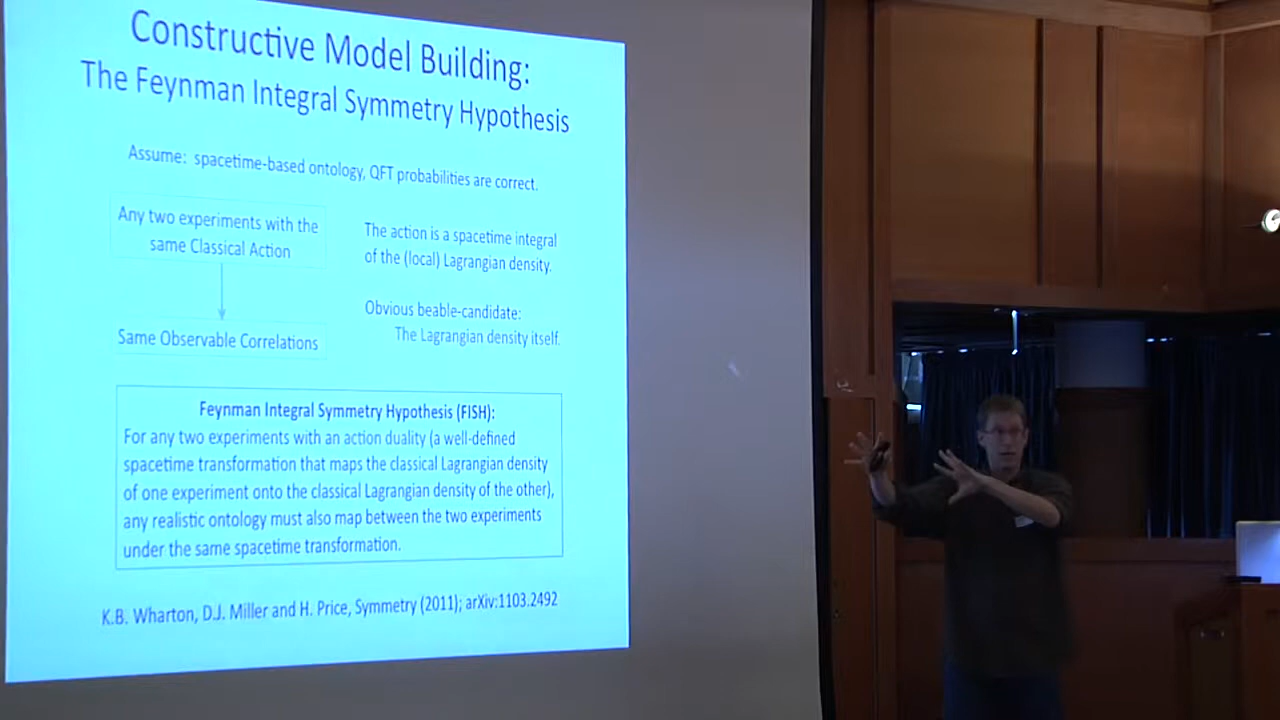 Constructive Model Building:
The Feynman Integral Symmetry Hypothesis
Assume: spacetime-based ontology, QFT probabilities are correct.
Any two experiments with the
same Classical Action
Same Observable Correlations
The action is a spacetime integral
of the (local) Lagrangian density.
Obvious beable-candidate:
The Lagrangian density itself.
Feynman Integral Symmetry Hypothesis (FISH):
For any two experiments with an action duality (a well-defined
spacetime transformation that maps the classical Lagrangian density
of one experiment onto the classical Lagrangian density of the other),
any realistic ontology must also map between the two experiments
under the same spacetime transformation.
K.B. Wharton, D.J. Miller and H. Price, Symmetry (2011); arXiv:1103.2492